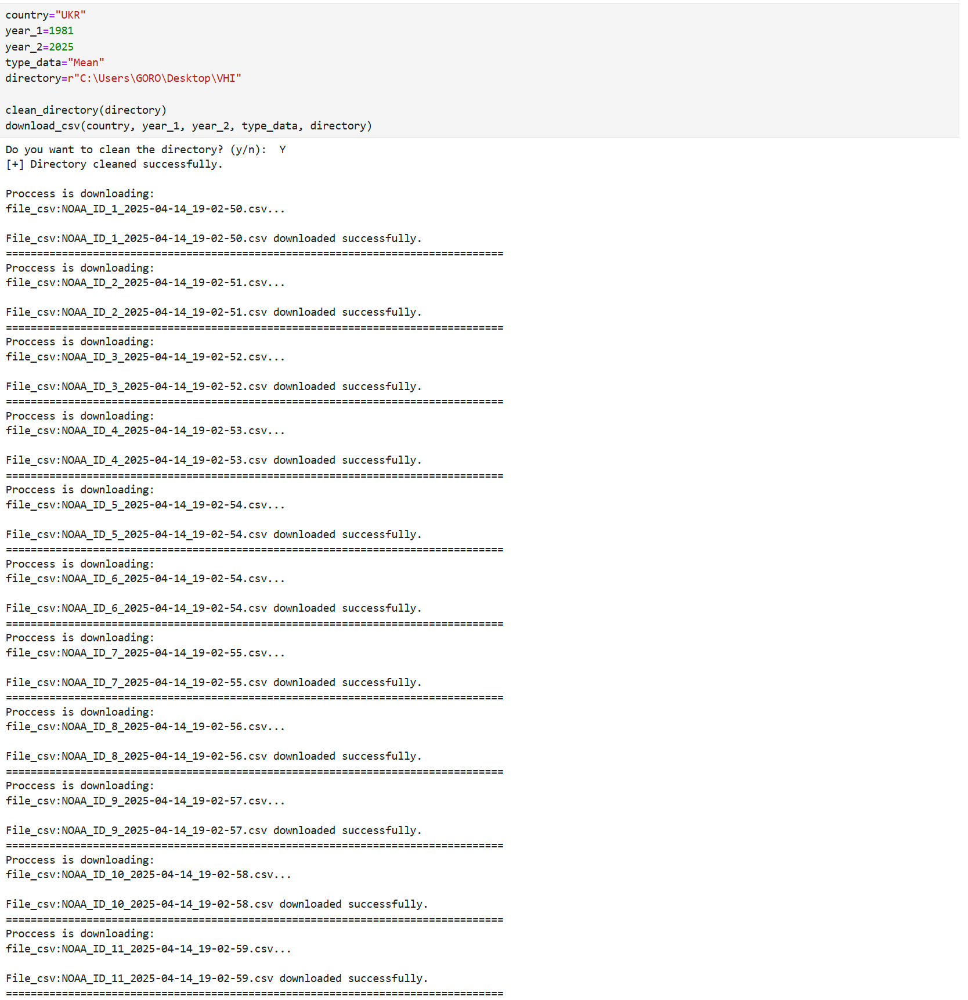 country="UKR"
year_1=1981
year_2=2025
type_data="Mean"
directory=r"C:\Users\GORO\Desktop\VHI"
clean_directory(directory)
download_csv(country, year_1, year_2, type_data, directory)
Do you want to clean the directory? (y/n):  Y
[+] Directory cleaned successfully.
Proccess is downloading:
file_csv:NOAA_ID_1_2025-04-14_19-02-50.csv...
File_csv:NOAA_ID_1_2025-04-14_19-02-50.csv downloaded successfully.
================================================================================
Proccess is downloading:
file_csv:NOAA_ID_2_2025-04-14_19-02-51.csv...
File_csv:NOAA_ID_2_2025-04-14_19-02-51.csv downloaded successfully.
================================================================================
Proccess is downloading:
file_csv:NOAA_ID_3_2025-04-14_19-02-52.csv...
File_csv:NOAA_ID_3_2025-04-14_19-02-52.csv downloaded successfully.
================================================================================
Proccess is downloading:
file_csv:NOAA_ID_4_2025-04-14_19-02-53.csv...
File_csv:NOAA_ID_4_2025-04-14_19-02-53.csv downloaded successfully.
================================================================================
Proccess is downloading:
file_csv:NOAA_ID_5_2025-04-14_19-02-54.csv...
File_csv:NOAA_ID_5_2025-04-14_19-02-54.csv downloaded successfully.
================================================================================
Proccess is downloading:
file_csv:NOAA_ID_6_2025-04-14_19-02-54.csv...
File_csv:NOAA_ID_6_2025-04-14_19-02-54.csv downloaded successfully.
================================================================================
Proccess is downloading:
file_csv:NOAA_ID_7_2025-04-14_19-02-55.csv...
File_csv:NOAA_ID_7_2025-04-14_19-02-55.csv downloaded successfully.
================================================================================
Proccess is downloading:
file_csv:NOAA_ID_8_2025-04-14_19-02-56.csv...
File_csv:NOAA_ID_8_2025-04-14_19-02-56.csv downloaded successfully.
================================================================================
Proccess is downloading:
file_csv:NOAA_ID_9_2025-04-14_19-02-57.csv...
File_csv:NOAA_ID_9_2025-04-14_19-02-57.csv downloaded successfully.
================================================================================
Proccess is downloading:
file_csv:NOAA_ID_10_2025-04-14_19-02-58.csv...
File_csv:NOAA_ID_10_2025-04-14_19-02-58.csv downloaded successfully.
================================================================================
Proccess is downloading:
file_csv:NOAA_ID_11_2025-04-14_19-02-59.csv...
File_csv:NOAA_ID_11_2025-04-14_19-02-59.csv downloaded successfully.
================================================================================